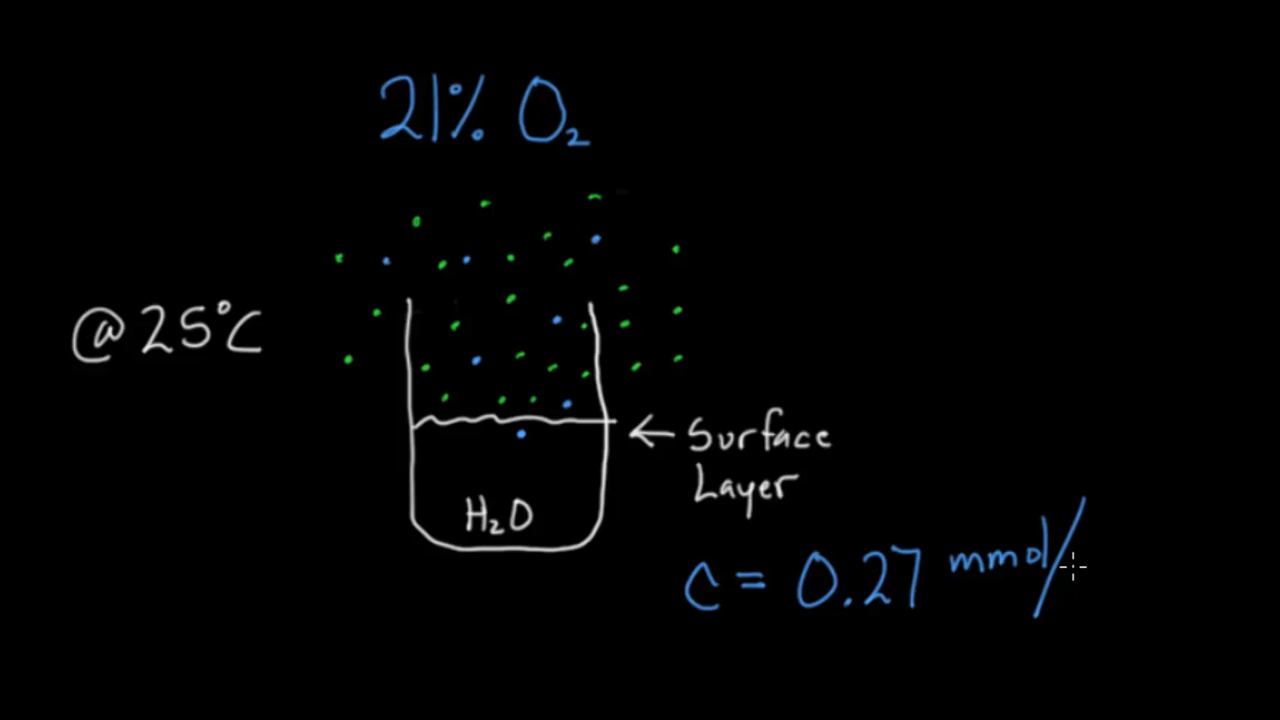 21% O₂
@ 25°C
← Surface
Layer
H₂O
c = 0.27 mmol/